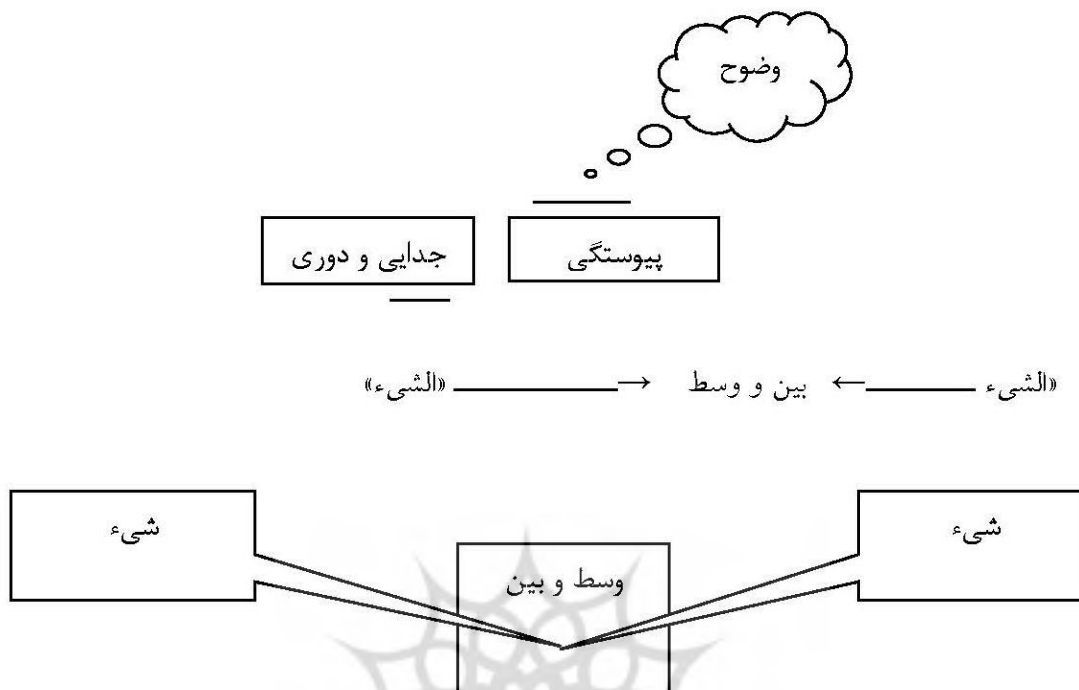 وضوح
پیوستگی
جدایی و دوری
«الشیء → بین و وسط ← «الشیء»
شیء
شیء
وسط و بین